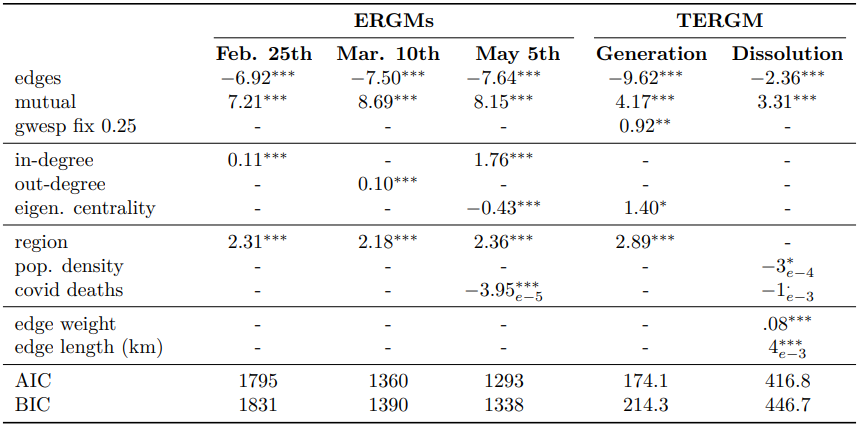 ERGMs TERGM
Feb. 25th Mar. 10th May 5th Generation Dissolution
edges −6.92*** −7.50*** −7.64*** −9.62*** −2.36***
mutual 7.21*** 8.69*** 8.15*** 4.17*** 3.31***
gwesp fix 0.25 - - - 0.92** -
in-degree 0.11*** - 1.76*** - -
out-degree - 0.10*** - - -
eigen. centrality - - −0.43*** 1.40* -
region 2.31*** 2.18*** 2.36*** 2.89*** -
pop. density - - - - −3*e−4
covid deaths - - −3.95***e−5 - −1·e−3
edge weight - - - - .08***
edge length (km) - - - - 4***e−3
AIC 1795 1360 1293 174.1 416.8
BIC 1831 1390 1338 214.3 446.7